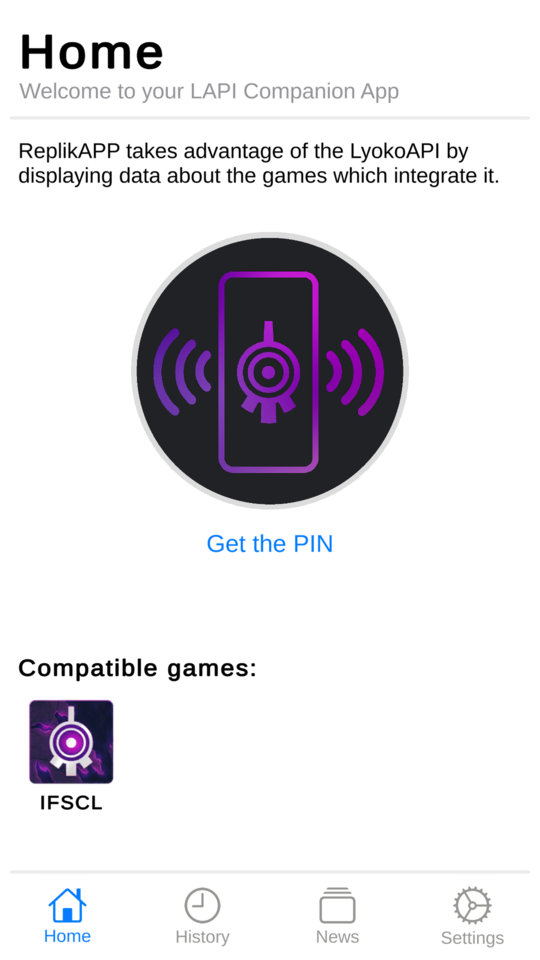 Home
Welcome to your LAPI Companion App
ReplikAPP takes advantage of the LyokoAPI by
displaying data about the games which integrate it.
Get the PIN
Compatible games:
IFSCL
Home
History
News
Settings